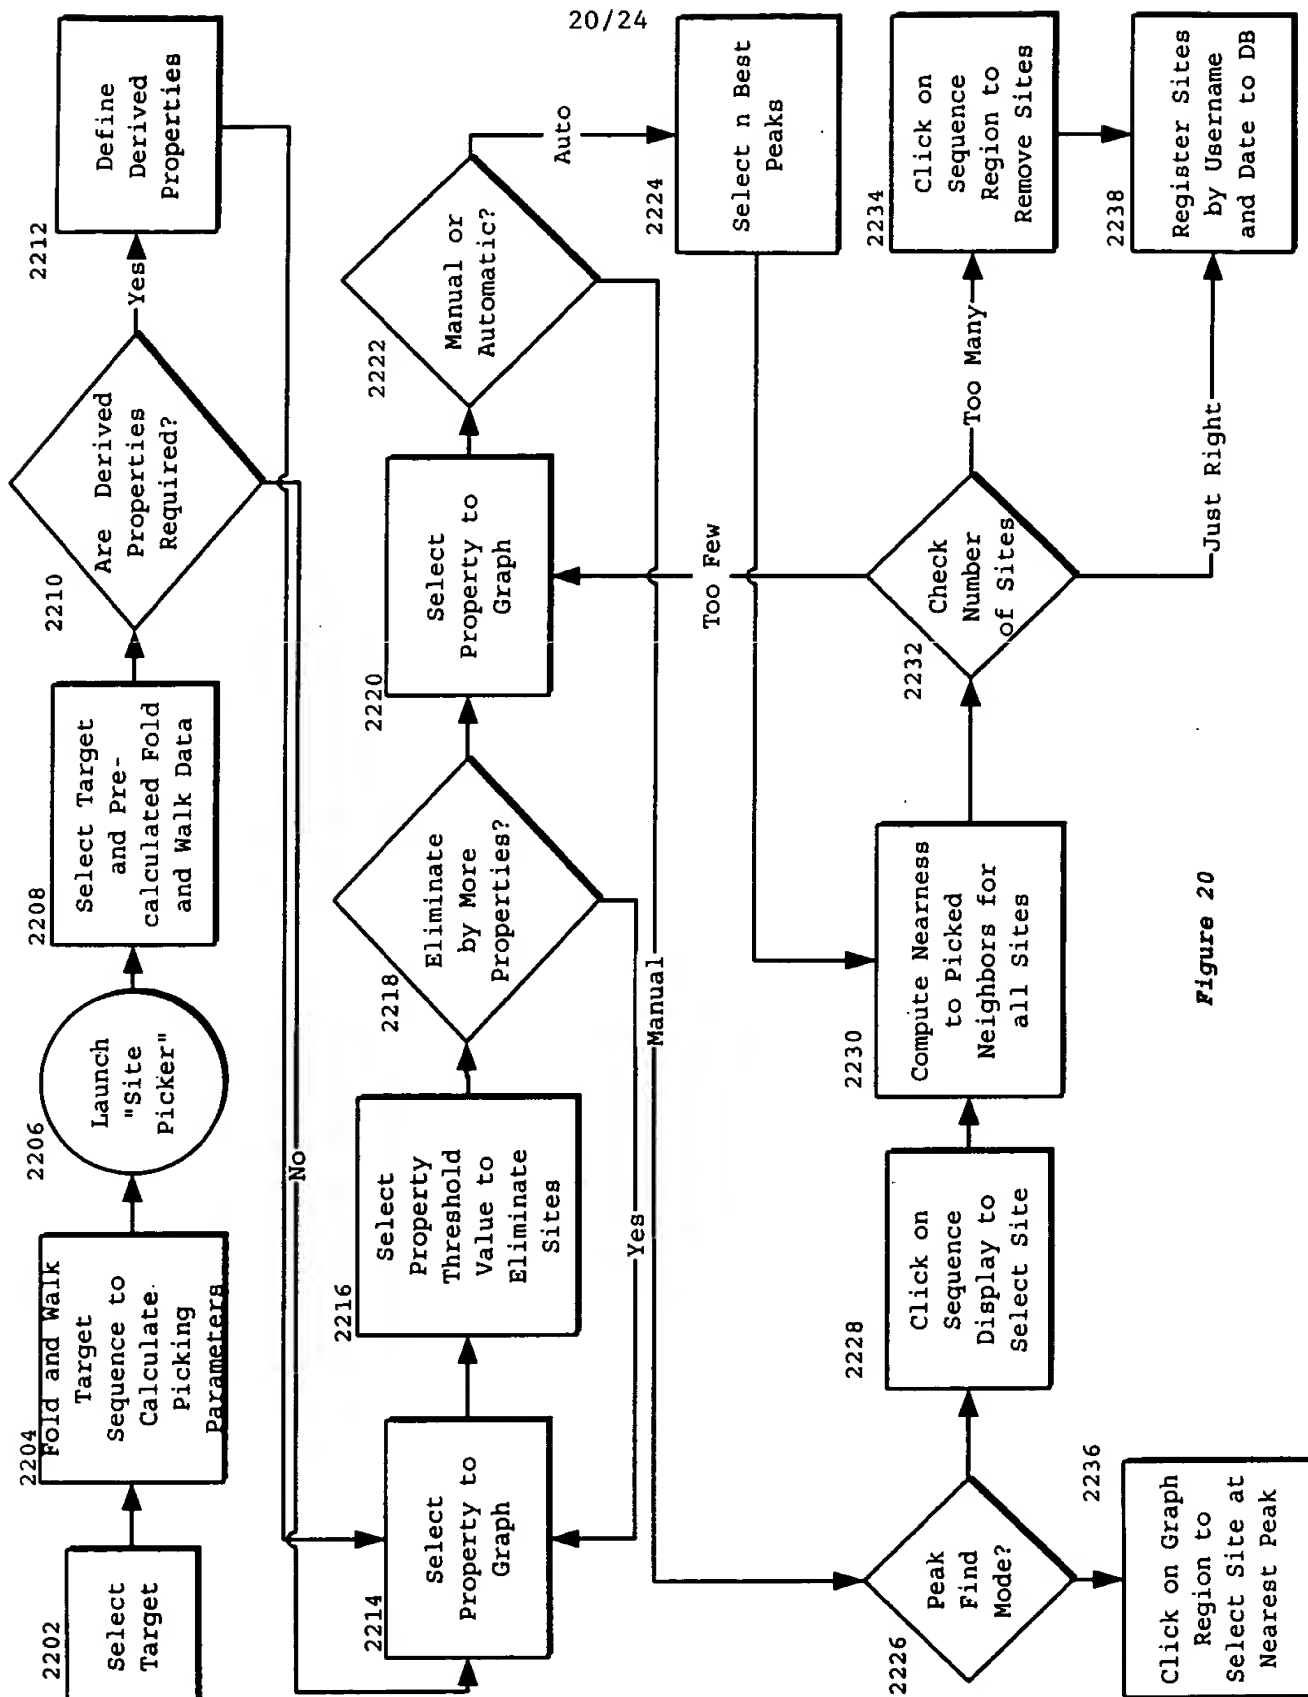 20/24
2202
Select
Target
2204
Fold and Walk
Target
Sequence to
Calculate
Picking
Parameters
2206
Launch
"Site
Picker"
2208
Select Target
and Pre-
calculated Fold
and Walk Data
2210
Are Derived
Properties
Required?
Yes
2212
Define
Derived
Properties
No
2214
Select
Property to
Graph
2216
Select
Property
Threshold
Value to
Eliminate
Sites
2218
Eliminate
by More
Properties?
Yes
2220
Select
Property to
Graph
2222
Manual or
Automatic?
Auto
Manual
2224
Select n Best
Peaks
2226
Peak
Find
Mode?
2228
Click on
Sequence
Display to
Select Site
2230
Compute Nearness
to Picked
Neighbors for
all Sites
2232
Check
Number
of Sites
Too Few
Too Many
Just Right
2234
Click on
Sequence
Region to
Remove Sites
2236
Click on Graph
Region to
Select Site at
Nearest Peak
2238
Register Sites
by Username
and Date to DB
Figure 20